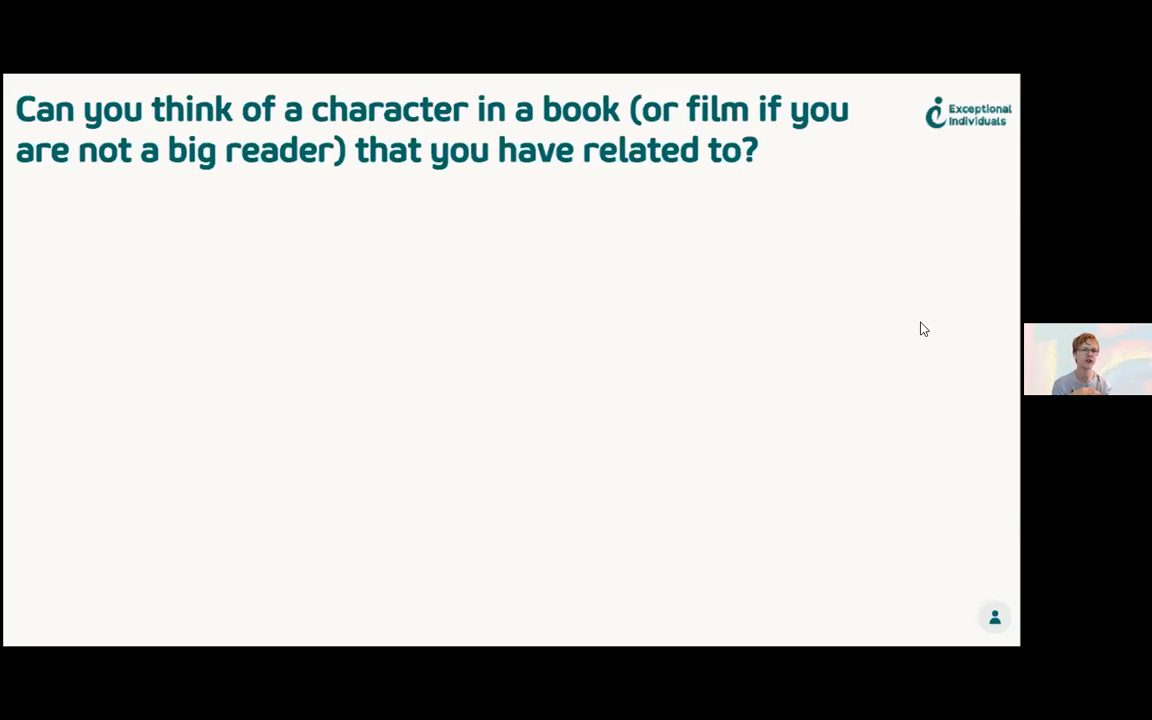 Can you think of a character in a book (or film if you
are not a big reader) that you have related to?
Exceptional
Individuals